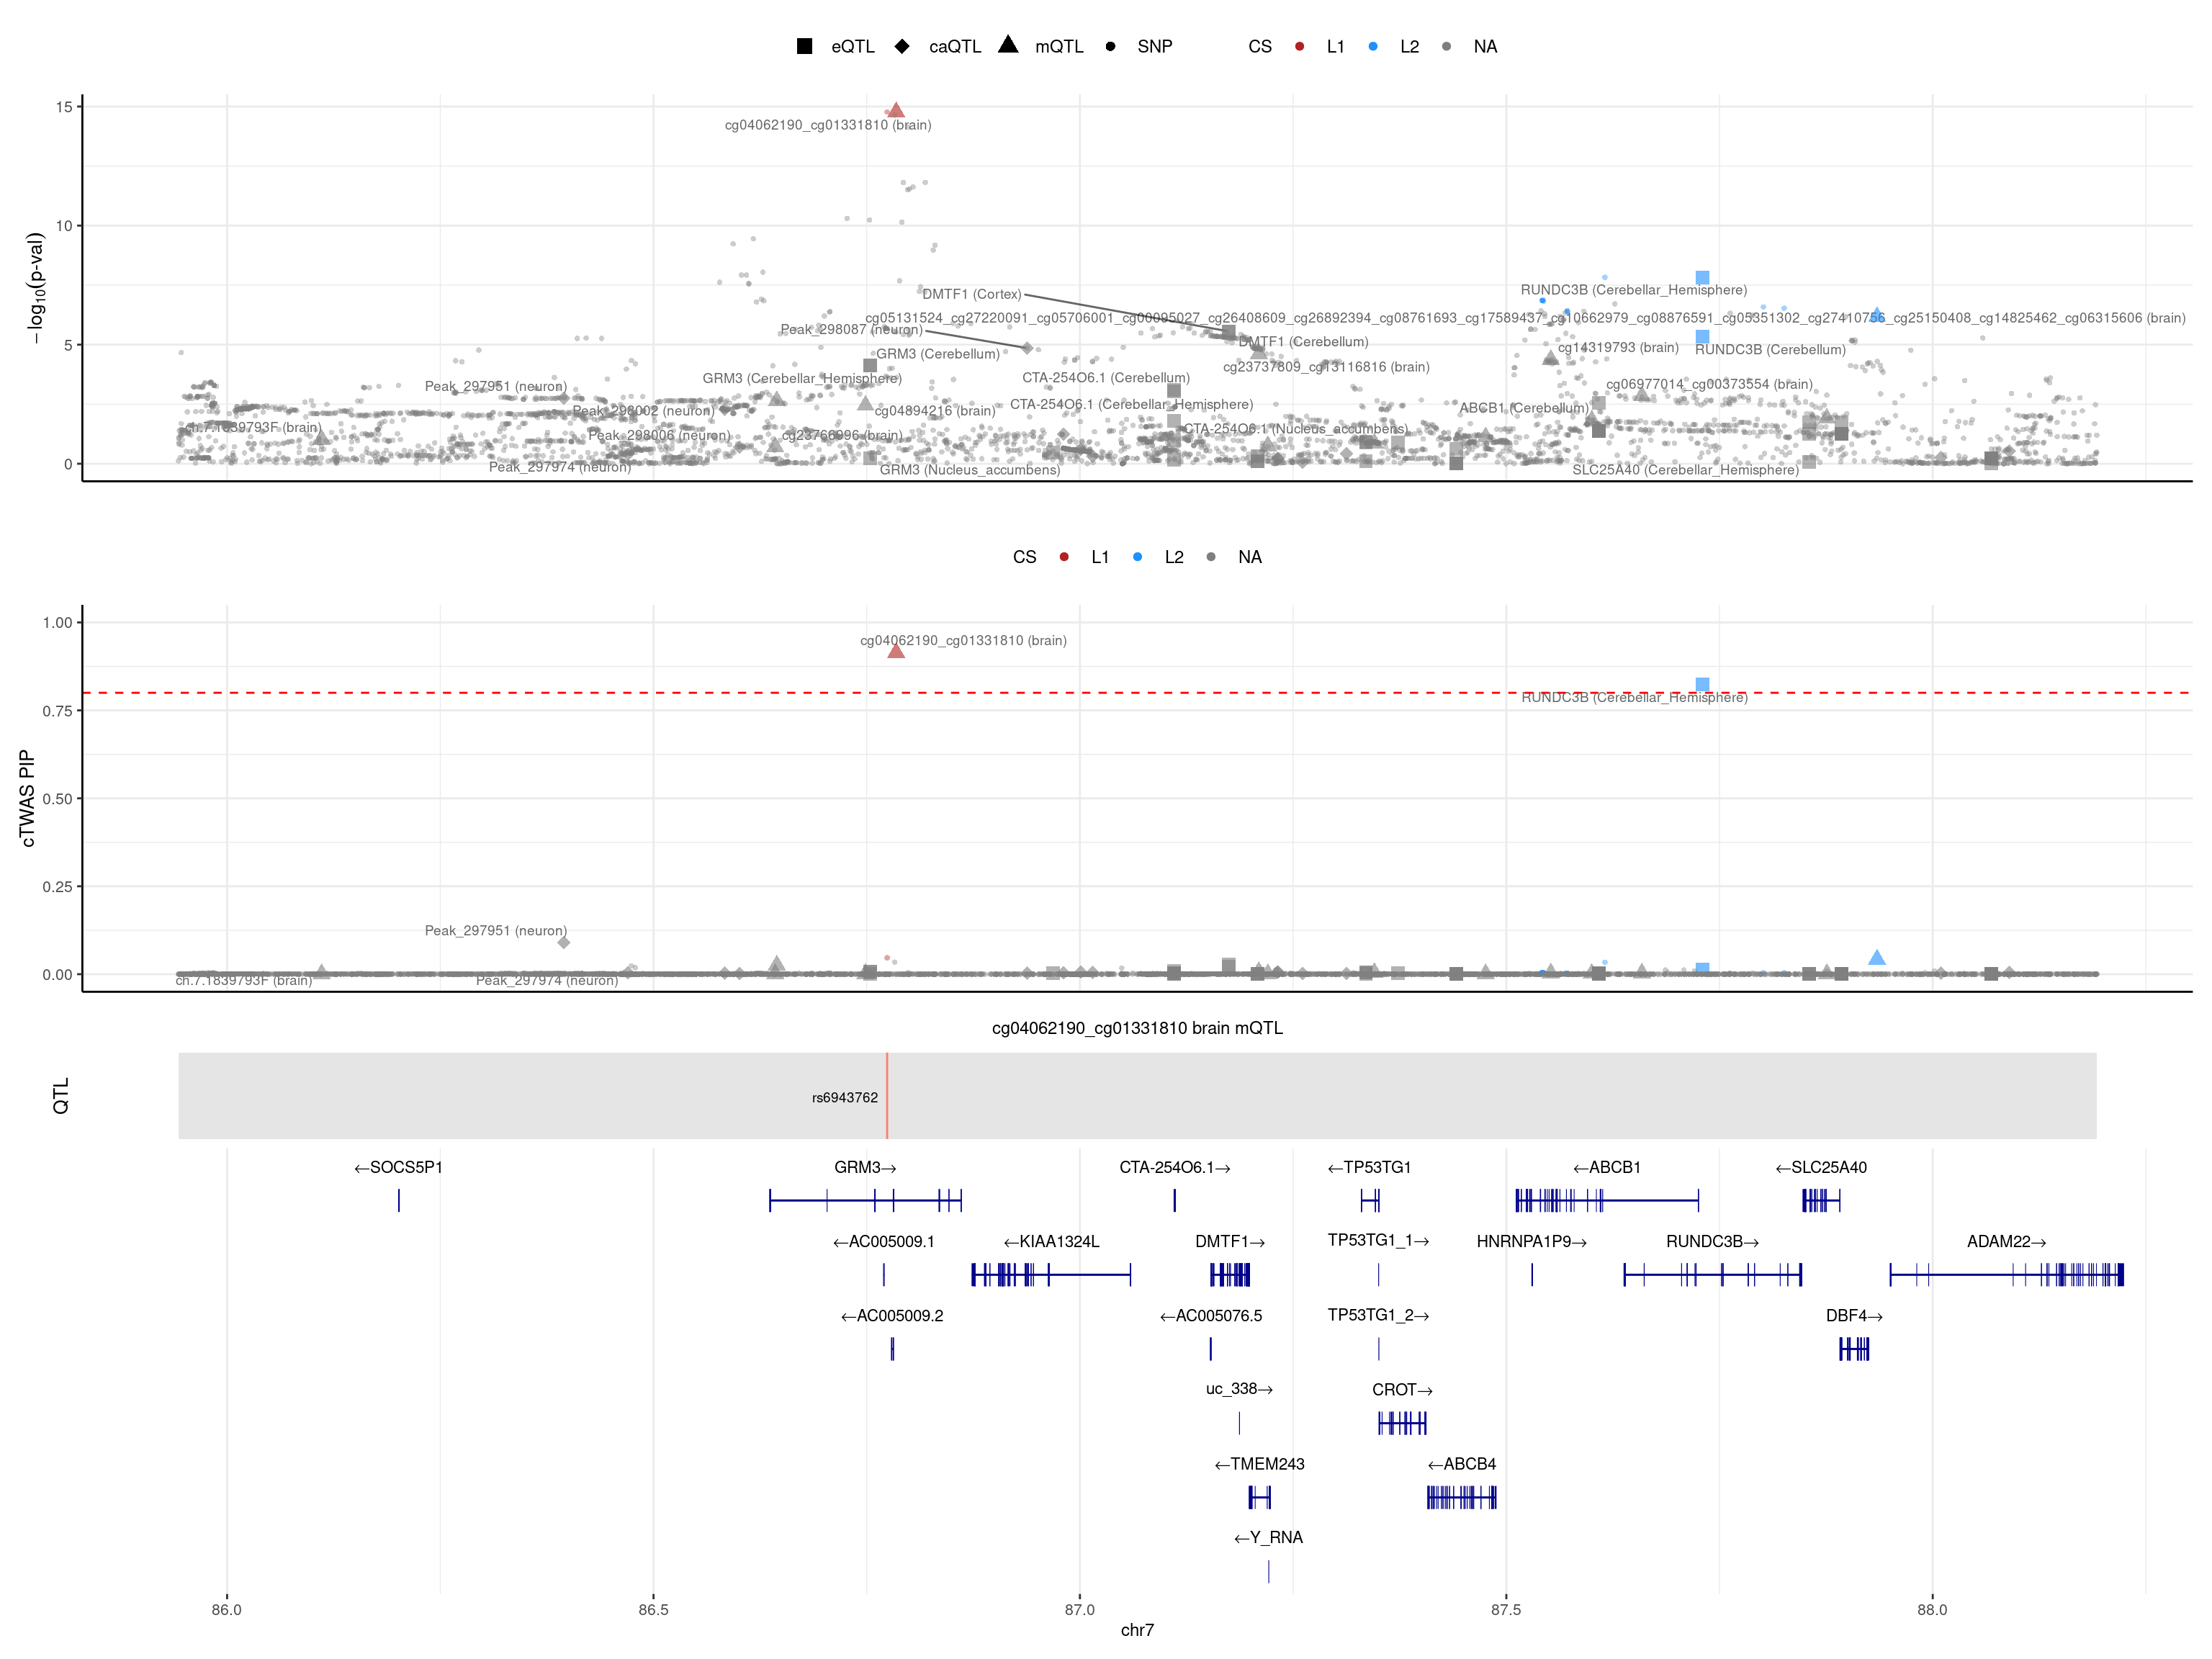 eQTL caQTL mQTL SNP CS L1 L2 NA
15
10
5
0
−log10(p-val)
cg04062190_cg01331810 (brain)
RUNDC3B (Cerebellar_Hemisphere)
DMTF1 (Cortex)
cg05131524_cg27220091_cg05706001_cg00095027_cg26408609_cg26892394_cg08761693_cg17589437_cg10662979_cg08876591_cg05351302_cg27410756_cg25150408_cg14825462_cg06315606 (brain)
Peak_298087 (neuron)
DMTF1 (Cerebellum)
cg14319793 (brain)
RUNDC3B (Cerebellum)
GRM3 (Cerebellum)
cg23737809_cg13116816 (brain)
GRM3 (Cerebellar_Hemisphere)
CTA-254O6.1 (Cerebellum)
Peak_297951 (neuron)
cg06977014_cg00373554 (brain)
CTA-254O6.1 (Cerebellar_Hemisphere)
Peak_298002 (neuron)
cg04894216 (brain)
ABCB1 (Cerebellum)
ch.7.1839793F (brain)
CTA-254O6.1 (Nucleus_accumbens)
Peak_298006 (neuron)
cg23766996 (brain)
Peak_297974 (neuron)
GRM3 (Nucleus_accumbens)
SLC25A40 (Cerebellar_Hemisphere)
CS L1 L2 NA
1.00
0.75
0.50
0.25
0.00
cTWAS PIP
cg04062190_cg01331810 (brain)
RUNDC3B (Cerebellar_Hemisphere)
Peak_297951 (neuron)
ch.7.1839793F (brain)
Peak_297974 (neuron)
cg04062190_cg01331810 brain mQTL
QTL
rs6943762
←SOCS5P1 GRM3→ CTA-254O6.1→ ←TP53TG1 ←ABCB1 ←SLC25A40
←AC005009.1 ←KIAA1324L DMTF1→ TP53TG1_1→ HNRNPA1P9→ RUNDC3B→ ADAM22→
←AC005009.2 ←AC005076.5 TP53TG1_2→ DBF4→
uc_338→ CROT→
←TMEM243 ←ABCB4
←Y_RNA
86.0 86.5 87.0 87.5 88.0
chr7